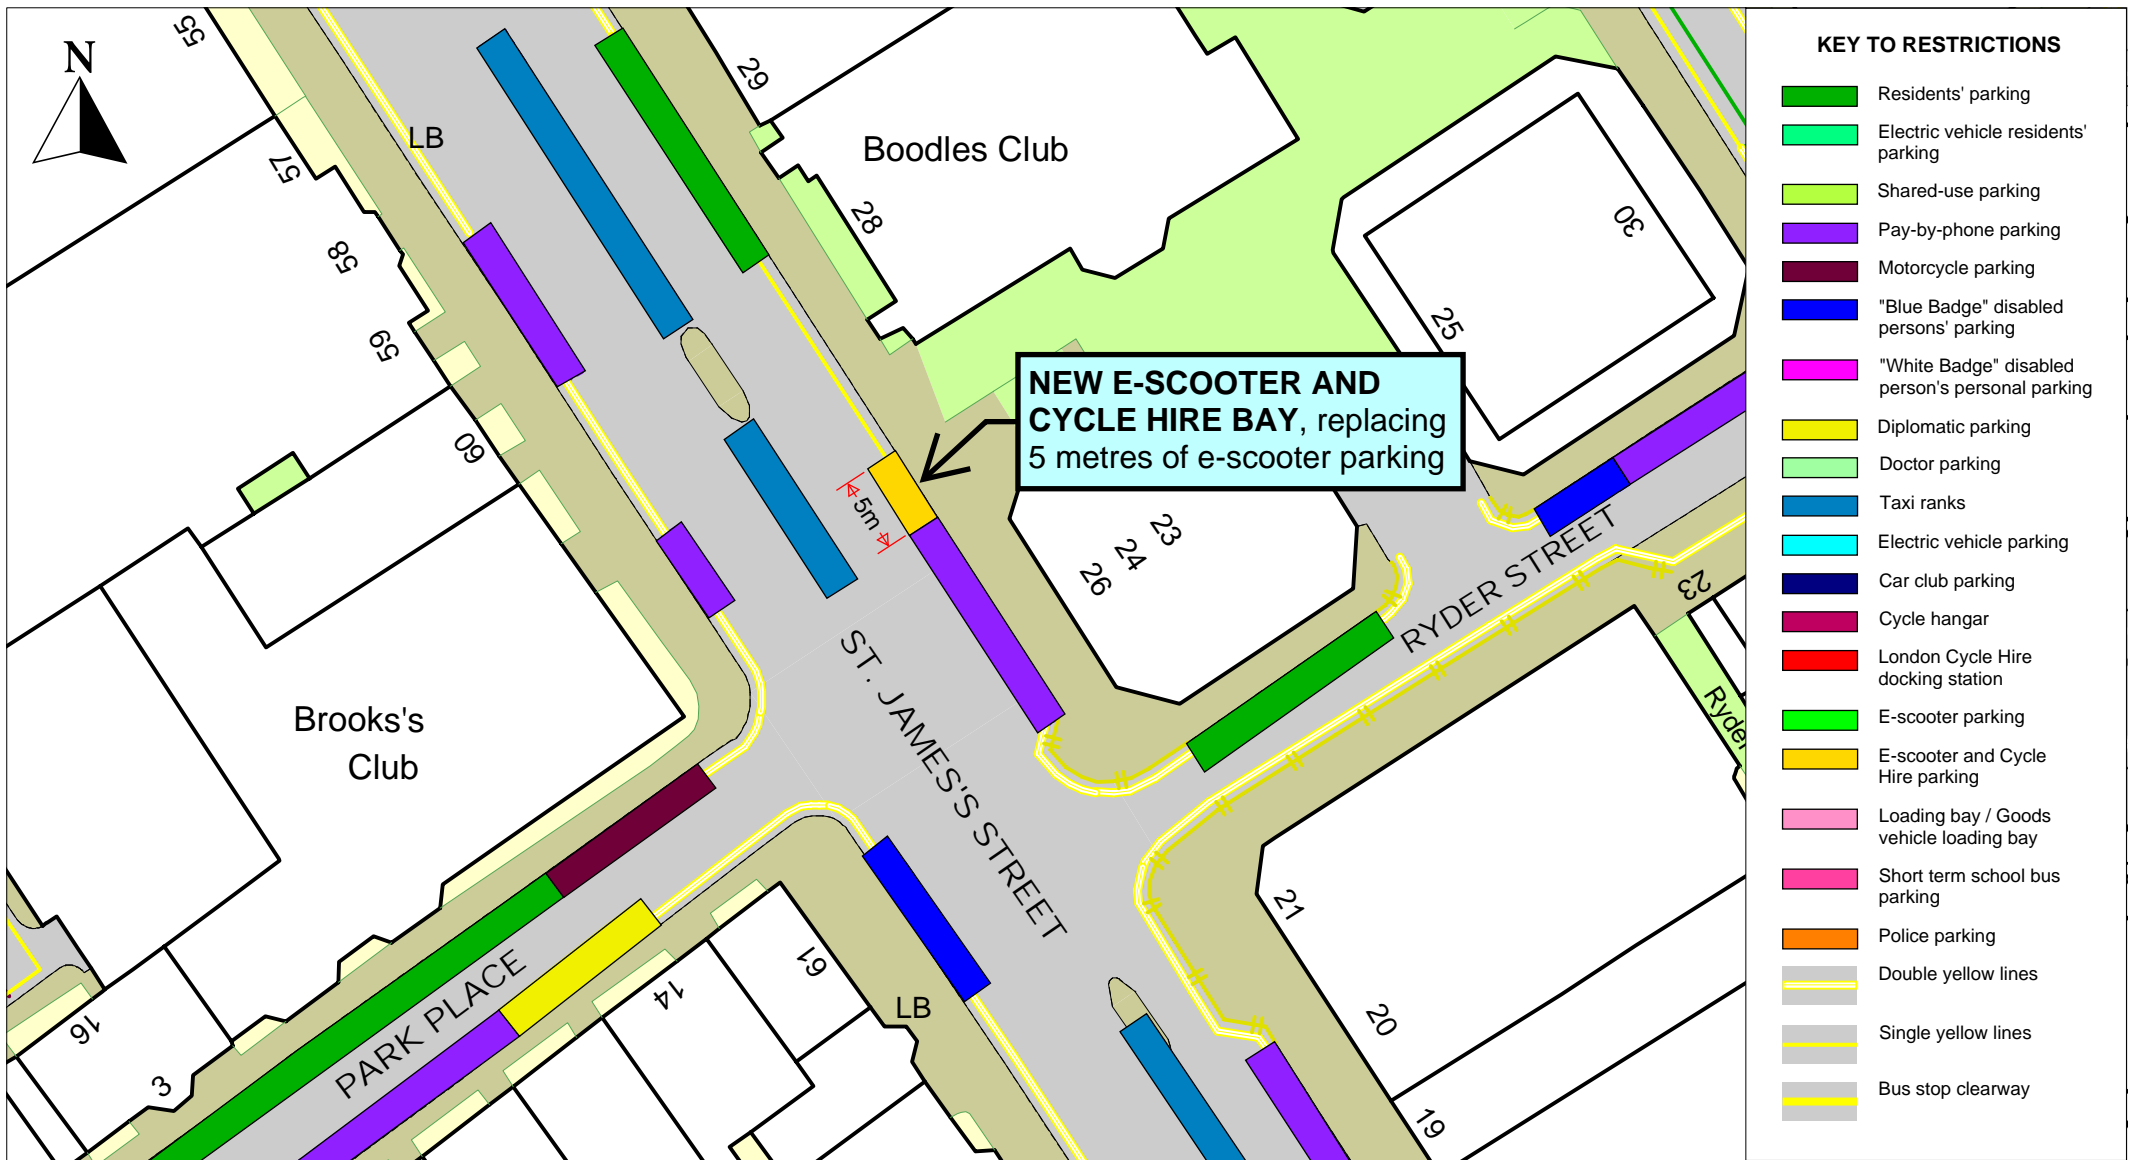 N
55
57
58
59
60
LB
29
28
Boodles Club
30
25
NEW E-SCOOTER AND
CYCLE HIRE BAY, replacing
5 metres of e-scooter parking
5m
23
24
26
RYDER STREET
23
Ryder
ST. JAMES'S STREET
Brooks's
Club
PARK PLACE
16
3
14
61
LB
21
20
19
KEY TO RESTRICTIONS
Residents' parking
Electric vehicle residents'
parking
Shared-use parking
Pay-by-phone parking
Motorcycle parking
"Blue Badge" disabled
persons' parking
"White Badge" disabled
person's personal parking
Diplomatic parking
Doctor parking
Taxi ranks
Electric vehicle parking
Car club parking
Cycle hangar
London Cycle Hire
docking station
E-scooter parking
E-scooter and Cycle
Hire parking
Loading bay / Goods
vehicle loading bay
Short term school bus
parking
Police parking
Double yellow lines
Single yellow lines
Bus stop clearway